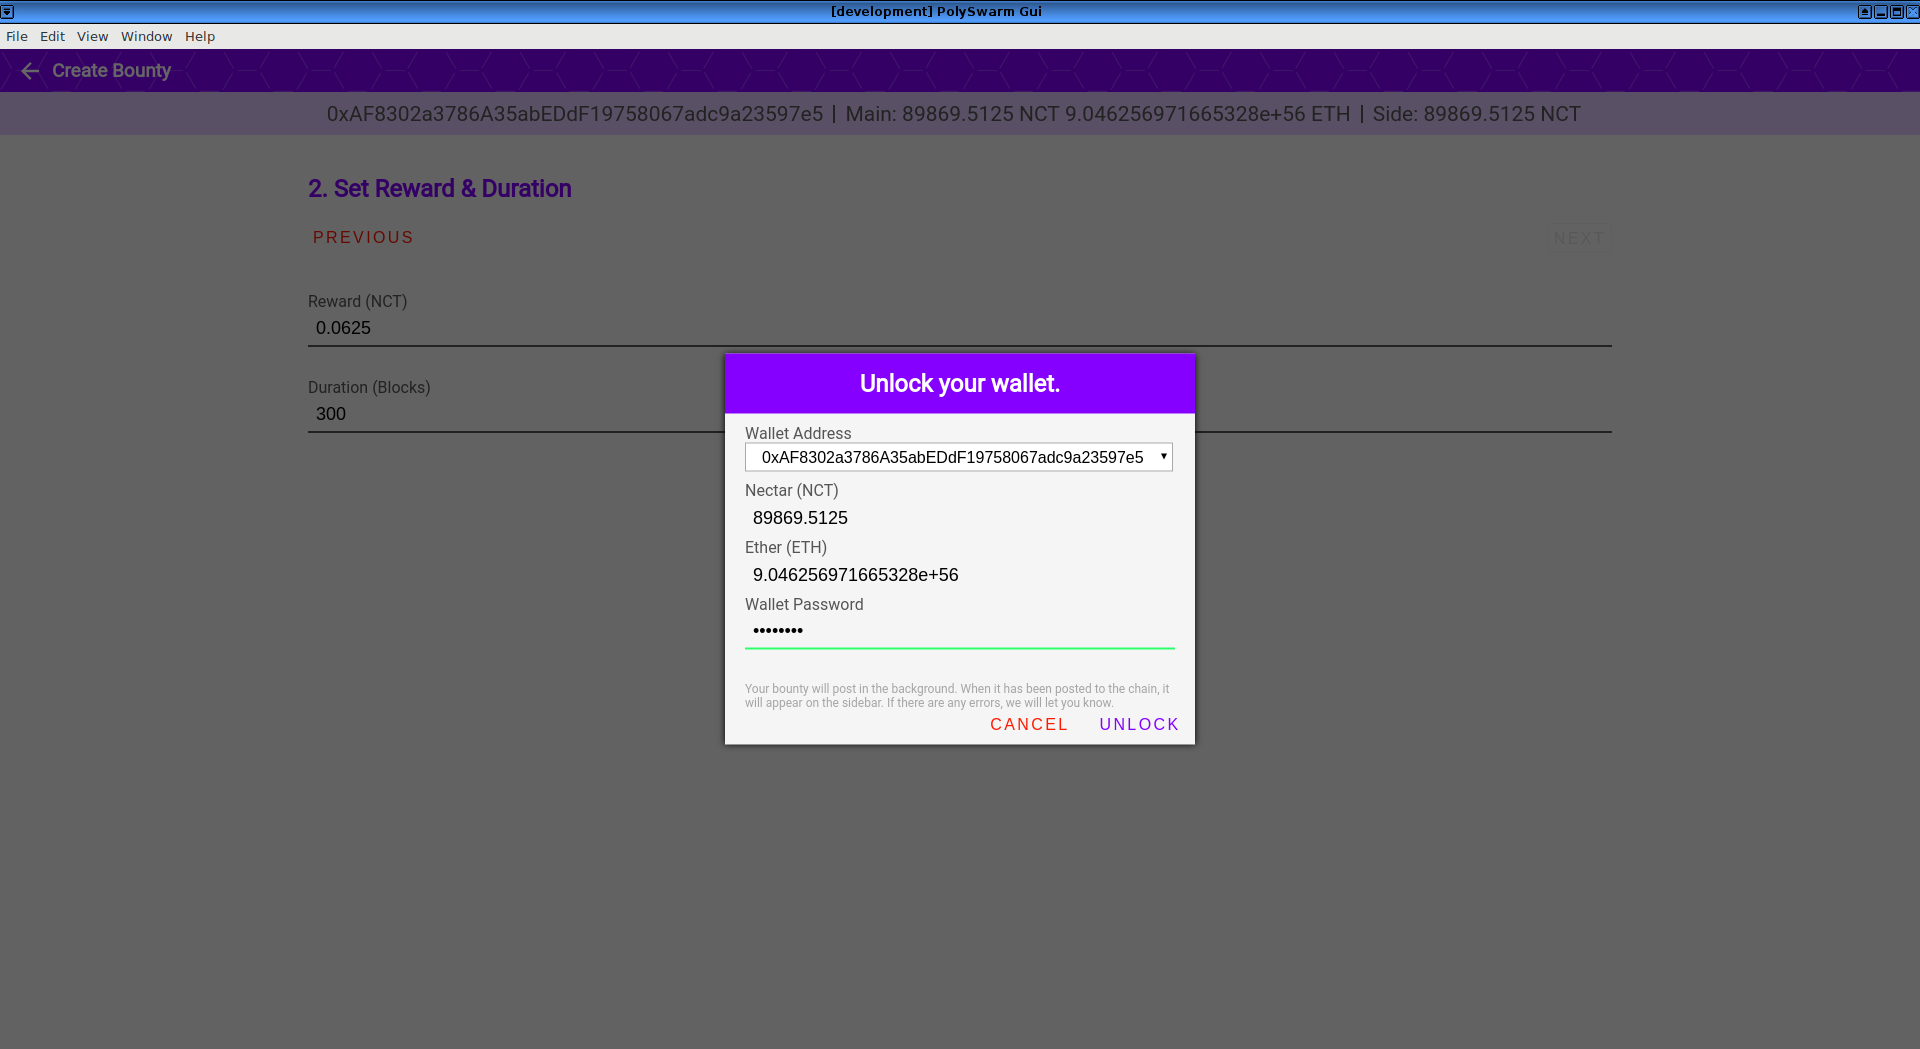 [development] PolySwarm Gui
File Edit View Window Help
Create Bounty
0xAF8302a3786A35abEDdF19758067adc9a23597e5 | Main: 89869.5125 NCT 9.046256971665328e+56 ETH | Side: 89869.5125 NCT
2. Set Reward & Duration
PREVIOUS NEXT
Reward (NCT)
0.0625
Duration (Blocks)
300
Unlock your wallet.
Wallet Address
0xAF8302a3786A35abEDdF19758067adc9a23597e5
Nectar (NCT)
89869.5125
Ether (ETH)
9.046256971665328e+56
Wallet Password
••••••••
Your bounty will post in the background. When it has been posted to the chain, it
will appear on the sidebar. If there are any errors, we will let you know.
CANCEL UNLOCK